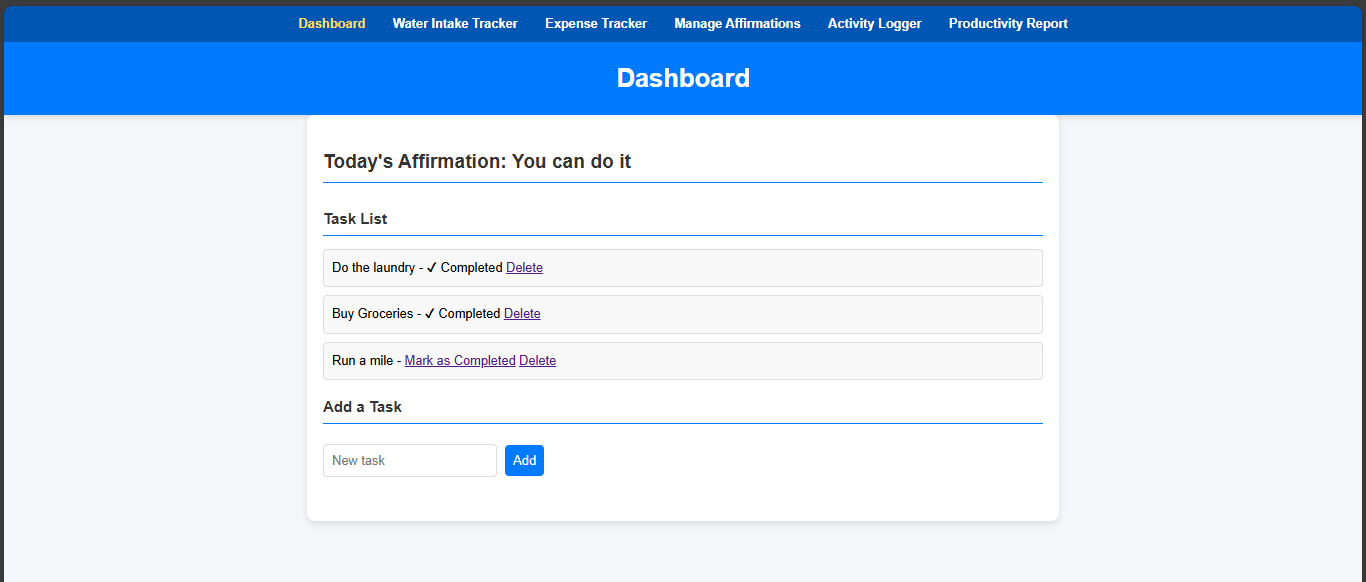 Dashboard Water Intake Tracker Expense Tracker Manage Affirmations Activity Logger Productivity Report
Dashboard
Today's Affirmation: You can do it
Task List
Do the laundry - ✓ Completed Delete
Buy Groceries - ✓ Completed Delete
Run a mile - Mark as Completed Delete
Add a Task
New task Add